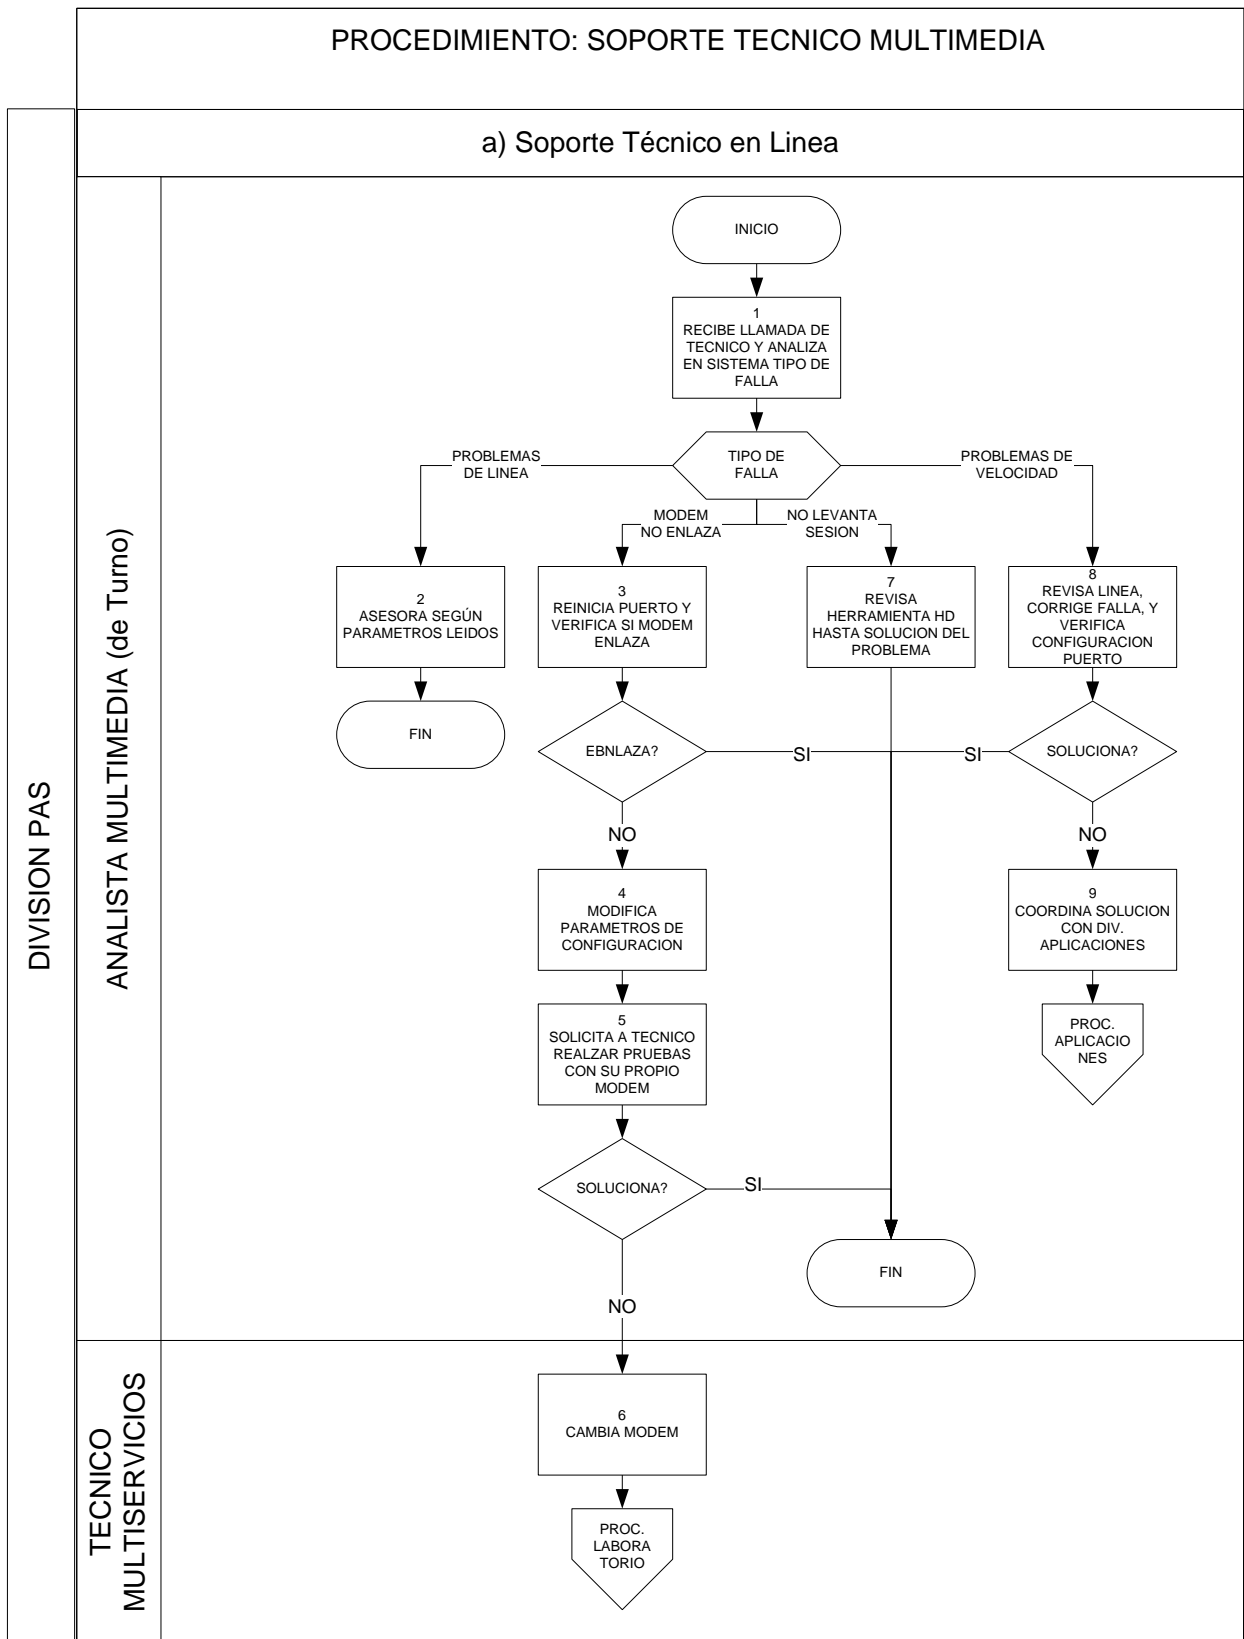 PROCEDIMIENTO: SOPORTE TECNICO MULTIMEDIA
a) Soporte Técnico en Linea
DIVISION PAS
ANALISTA MULTIMEDIA (de Turno)
INICIO
1
RECIBE LLAMADA DE
TECNICO Y ANALIZA
EN SISTEMA TIPO DE
FALLA
TIPO DE
FALLA
PROBLEMAS
DE LINEA
PROBLEMAS DE
VELOCIDAD
MODEM
NO ENLAZA
NO LEVANTA
SESION
2
ASESORA SEGÚN
PARAMETROS LEIDOS
3
REINICIA PUERTO Y
VERIFICA SI MODEM
ENLAZA
7
REVISA
HERRAMIENTA HD
HASTA SOLUCION DEL
PROBLEMA
8
REVISA LINEA,
CORRIGE FALLA, Y
VERIFICA
CONFIGURACION
PUERTO
FIN
EBNLAZA?
SI
SI
SOLUCIONA?
NO
NO
4
MODIFICA
PARAMETROS DE
CONFIGURACION
9
COORDINA SOLUCION
CON DIV.
APLICACIONES
5
SOLICITA A TECNICO
REALZAR PRUEBAS
CON SU PROPIO
MODEM
PROC.
APLICACIO
NES
SOLUCIONA?
SI
FIN
NO
TECNICO
MULTISERVICIOS
6
CAMBIA MODEM
PROC.
LABORA
TORIO